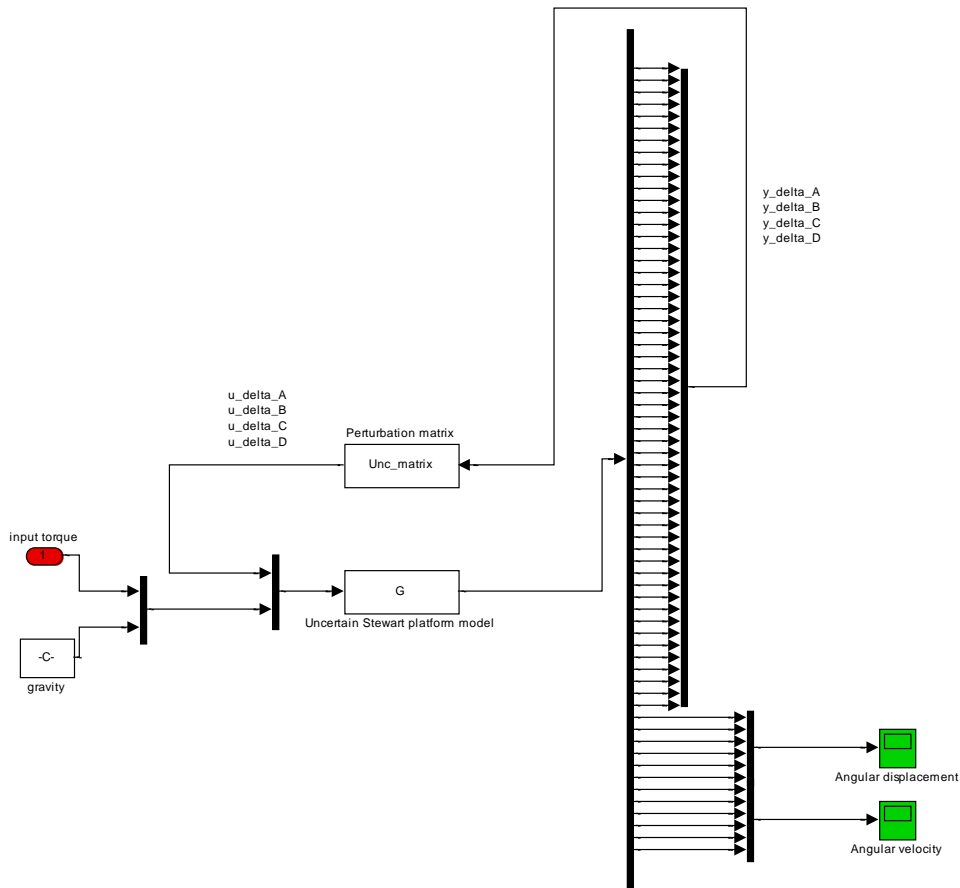 y_delta_A
y_delta_B
y_delta_C
y_delta_D
u_delta_A
u_delta_B
u_delta_C
u_delta_D
Perturbation matrix
Unc_matrix
input torque
1
G
Uncertain Stewart platform model
-C-
gravity
Angular displacement
Angular velocity